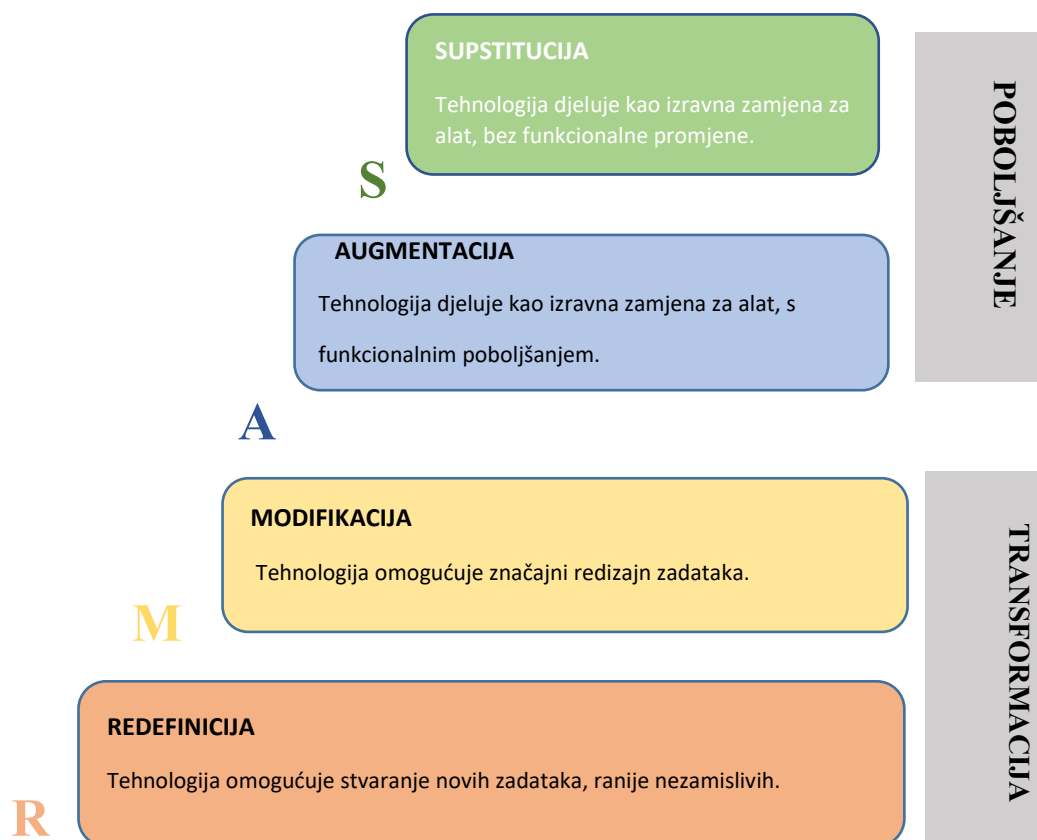 SUPSTITUCIJA
Tehnologija djeluje kao izravna zamjena za
alat, bez funkcionalne promjene.
S
POBOLJŠANJE
AUGMENTACIJA
Tehnologija djeluje kao izravna zamjena za alat, s
funkcionalnim poboljšanjem.
A
MODIFIKACIJA
Tehnologija omogućuje značajni redizajn zadataka.
M
TRANSFORMACIJA
REDEFINICIJA
Tehnologija omogućuje stvaranje novih zadataka, ranije nezamislivih.
R